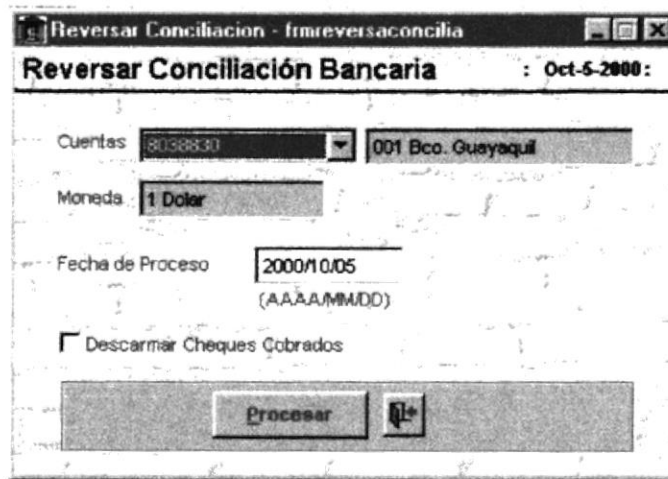 Reversar Conciliacion - frmreversaconcilia
Reversar Conciliación Bancaria : Oct-5-2000:
Cuentas 8038830 001 Bco. Guayaquil
Moneda 1 Dolar
Fecha de Proceso 2000/10/05
(AAAA/MM/DD)
Descarmar Cheques Cobrados
Procesar